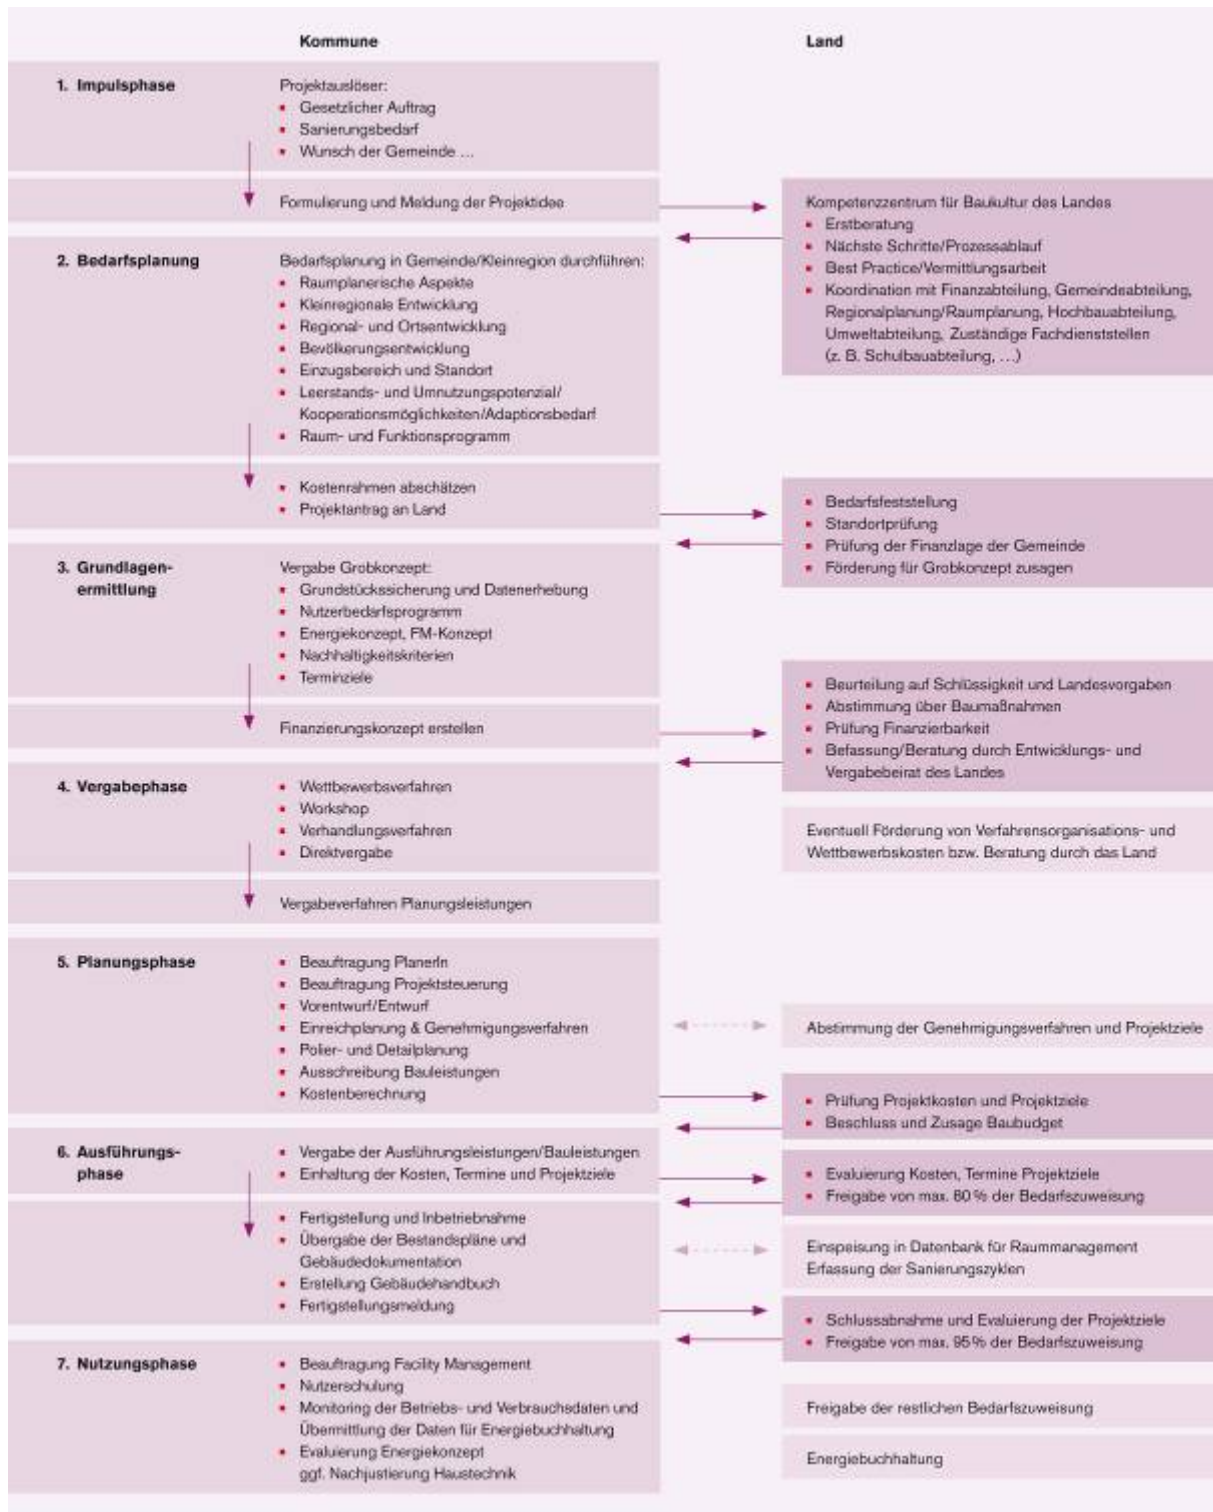 Kommune
Land
1. Impulsphase
Projektauslöser:
Gesetzlicher Auftrag
Sanierungsbedarf
Wunsch der Gemeinde …
Formulierung und Meldung der Projektidee
Kompetenzzentrum für Baukultur des Landes
Erstberatung
Nächste Schritte/Prozessablauf
Best Practice/Vermittlungsarbeit
Koordination mit Finanzabteilung, Gemeindeabteilung,
Regionalplanung/Raumplanung, Hochbauabteilung,
Umweltabteilung, Zuständige Fachdienststellen
(z. B. Schulbauabteilung, …)
2. Bedarfsplanung
Bedarfsplanung in Gemeinde/Kleinregion durchführen:
Raumplanerische Aspekte
Kleinregionale Entwicklung
Regional- und Ortsentwicklung
Bevölkerungsentwicklung
Einzugsbereich und Standort
Leerstands- und Umnutzungspotenzial/
Kooperationsmöglichkeiten/Adaptionsbedarf
Raum- und Funktionsprogramm
Kostenrahmen abschätzen
Projektantrag an Land
Bedarfsfeststellung
Standortprüfung
Prüfung der Finanzlage der Gemeinde
Förderung für Grobkonzept zusagen
3. Grundlagen-
ermittlung
Vergabe Grobkonzept:
Grundstückssicherung und Datenerhebung
Nutzerbedarfsprogramm
Energiekonzept, FM-Konzept
Nachhaltigkeitskriterien
Terminziele
Finanzierungskonzept erstellen
Beurteilung auf Schlüssigkeit und Landesvorgaben
Abstimmung über Baumaßnahmen
Prüfung Finanzierbarkeit
Befassung/Beratung durch Entwicklungs- und
Vergabebeirat des Landes
4. Vergabephase
Wettbewerbsverfahren
Workshop
Verhandlungsverfahren
Direktvergabe
Eventuell Förderung von Verfahrensorganisations- und
Wettbewerbskosten bzw. Beratung durch das Land
Vergabeverfahren Planungsleistungen
5. Planungsphase
Beauftragung PlanerIn
Beauftragung Projektsteuerung
Vorentwurf/Entwurf
Einreichplanung & Genehmigungsverfahren
Polier- und Detailplanung
Ausschreibung Bauleistungen
Kostenberechnung
Abstimmung der Genehmigungsverfahren und Projektziele
Prüfung Projektkosten und Projektziele
Beschluss und Zusage Baubudget
6. Ausführungs-
phase
Vergabe der Ausführungsleistungen/Bauleistungen
Einhaltung der Kosten, Termine und Projektziele
Evaluierung Kosten, Termine Projektziele
Freigabe von max. 80 % der Bedarfszuweisung
Fertigstellung und Inbetriebnahme
Übergabe der Bestandspläne und
Gebäudedokumentation
Erstellung Gebäudehandbuch
Fertigstellungsmeldung
Einspeisung in Datenbank für Raummanagement
Erfassung der Sanierungszyklen
Schlussabnahme und Evaluierung der Projektziele
Freigabe von max. 95 % der Bedarfszuweisung
7. Nutzungsphase
Beauftragung Facility Management
Nutzerschulung
Monitoring der Betriebs- und Verbrauchsdaten und
Übermittlung der Daten für Energiebuchhaltung
Evaluierung Energiekonzept
ggf. Nachjustierung Haustechnik
Freigabe der restlichen Bedarfszuweisung
Energiebuchhaltung